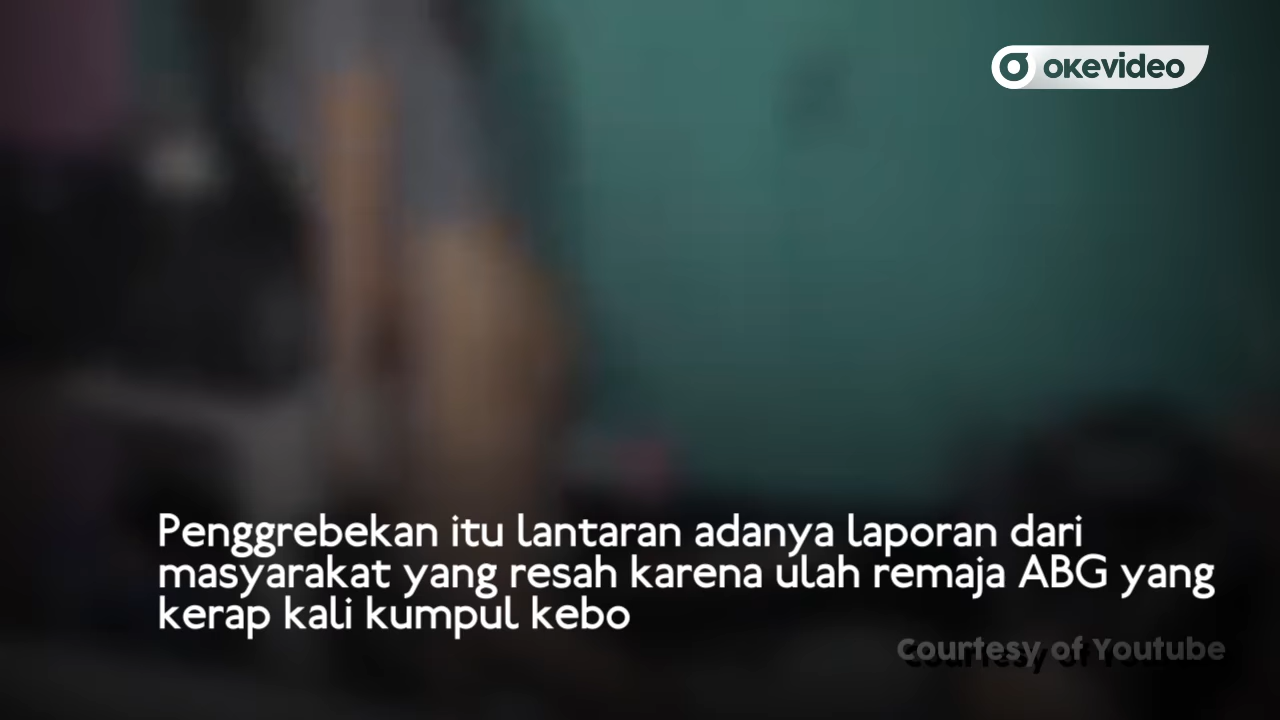 okevideo
Penggrebekan itu lantaran adanya laporan dari
masyarakat yang resah karena ulah remaja ABG yang
kerap kali kumpul kebo
Courtesy of Youtube